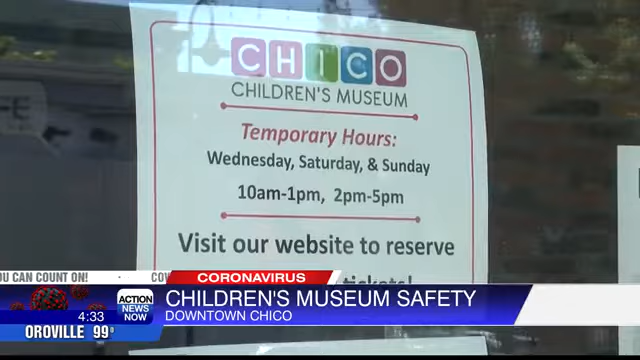 CHICO
CHILDREN'S MUSEUM
Temporary Hours:
Wednesday, Saturday, & Sunday
10am-1pm, 2pm-5pm
Visit our website to reserve
tickets!
YOU CAN COUNT ON!
CORONAVIRUS
4:33
ACTION NEWS NOW
CHILDREN'S MUSEUM SAFETY
DOWNTOWN CHICO
OROVILLE 99°